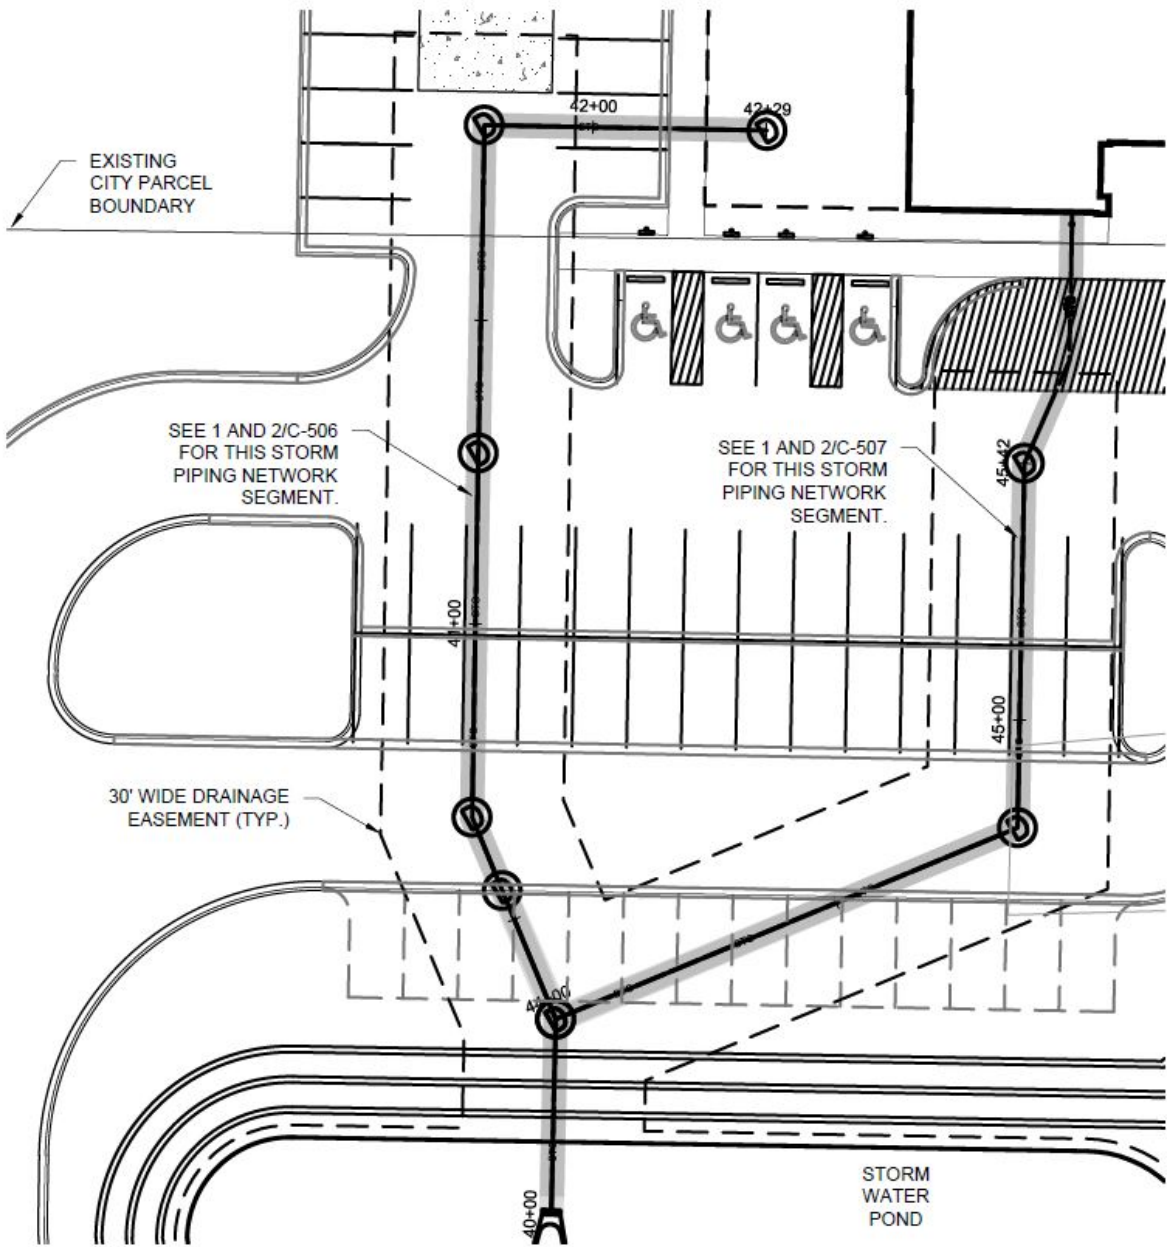 42+00
42+29
EXISTING
CITY PARCEL
BOUNDARY
SEE 1 AND 2/C-506
FOR THIS STORM
PIPING NETWORK
SEGMENT.
SEE 1 AND 2/C-507
FOR THIS STORM
PIPING NETWORK
SEGMENT.
45+42
41+00
45+00
30' WIDE DRAINAGE
EASEMENT (TYP.)
STORM
WATER
POND
40+00